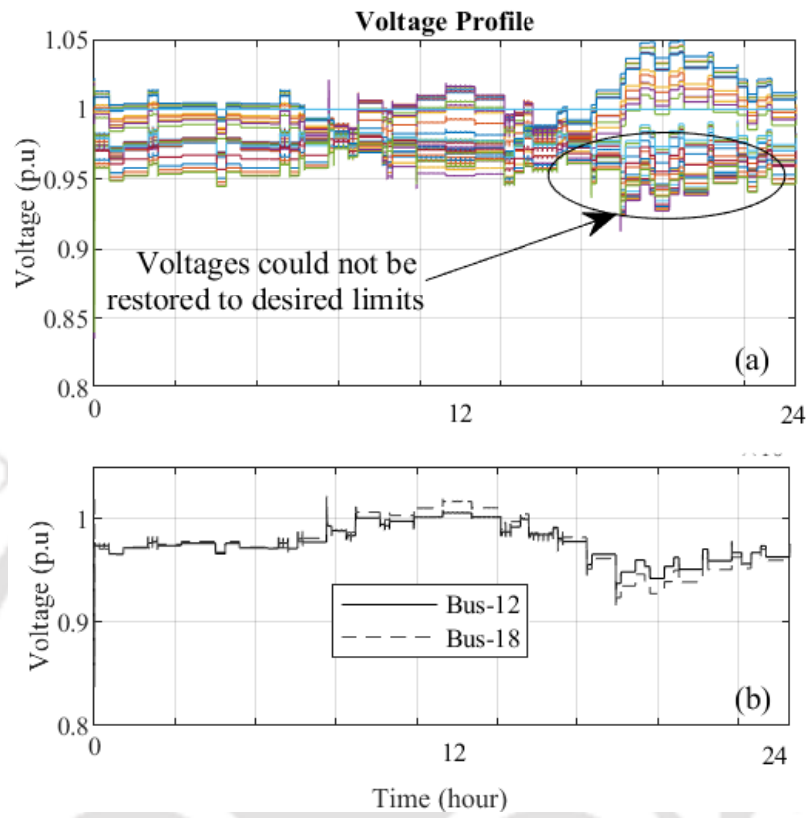 Voltage Profile
Voltage (p.u)
1.05
1
0.95
0.9
0.85
0.8
Voltages could not be
restored to desired limits
(a)
0
12
24
Voltage (p.u)
1
0.9
0.8
Bus-12
Bus-18
(b)
0
12
24
Time (hour)